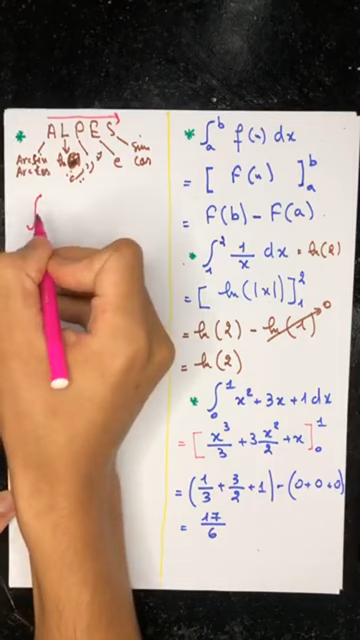 * ALPES
Arcsin
Arctos
ln
e
sin
cos
∫
* ∫_a^b f(x) dx
= [ F(x) ]_a^b
= F(b) - F(a)
* ∫_1^2 1/x dx = ln(2)
= [ ln(|x|) ]_1^2
= ln(2) - ln(1) 0
= ln(2)
* ∫_0^1 x² + 3x + 1 dx
= [ x³/3 + 3 x²/2 + x ]_0^1
= (1/3 + 3/2 + 1) - (0 + 0 + 0)
= 17/6